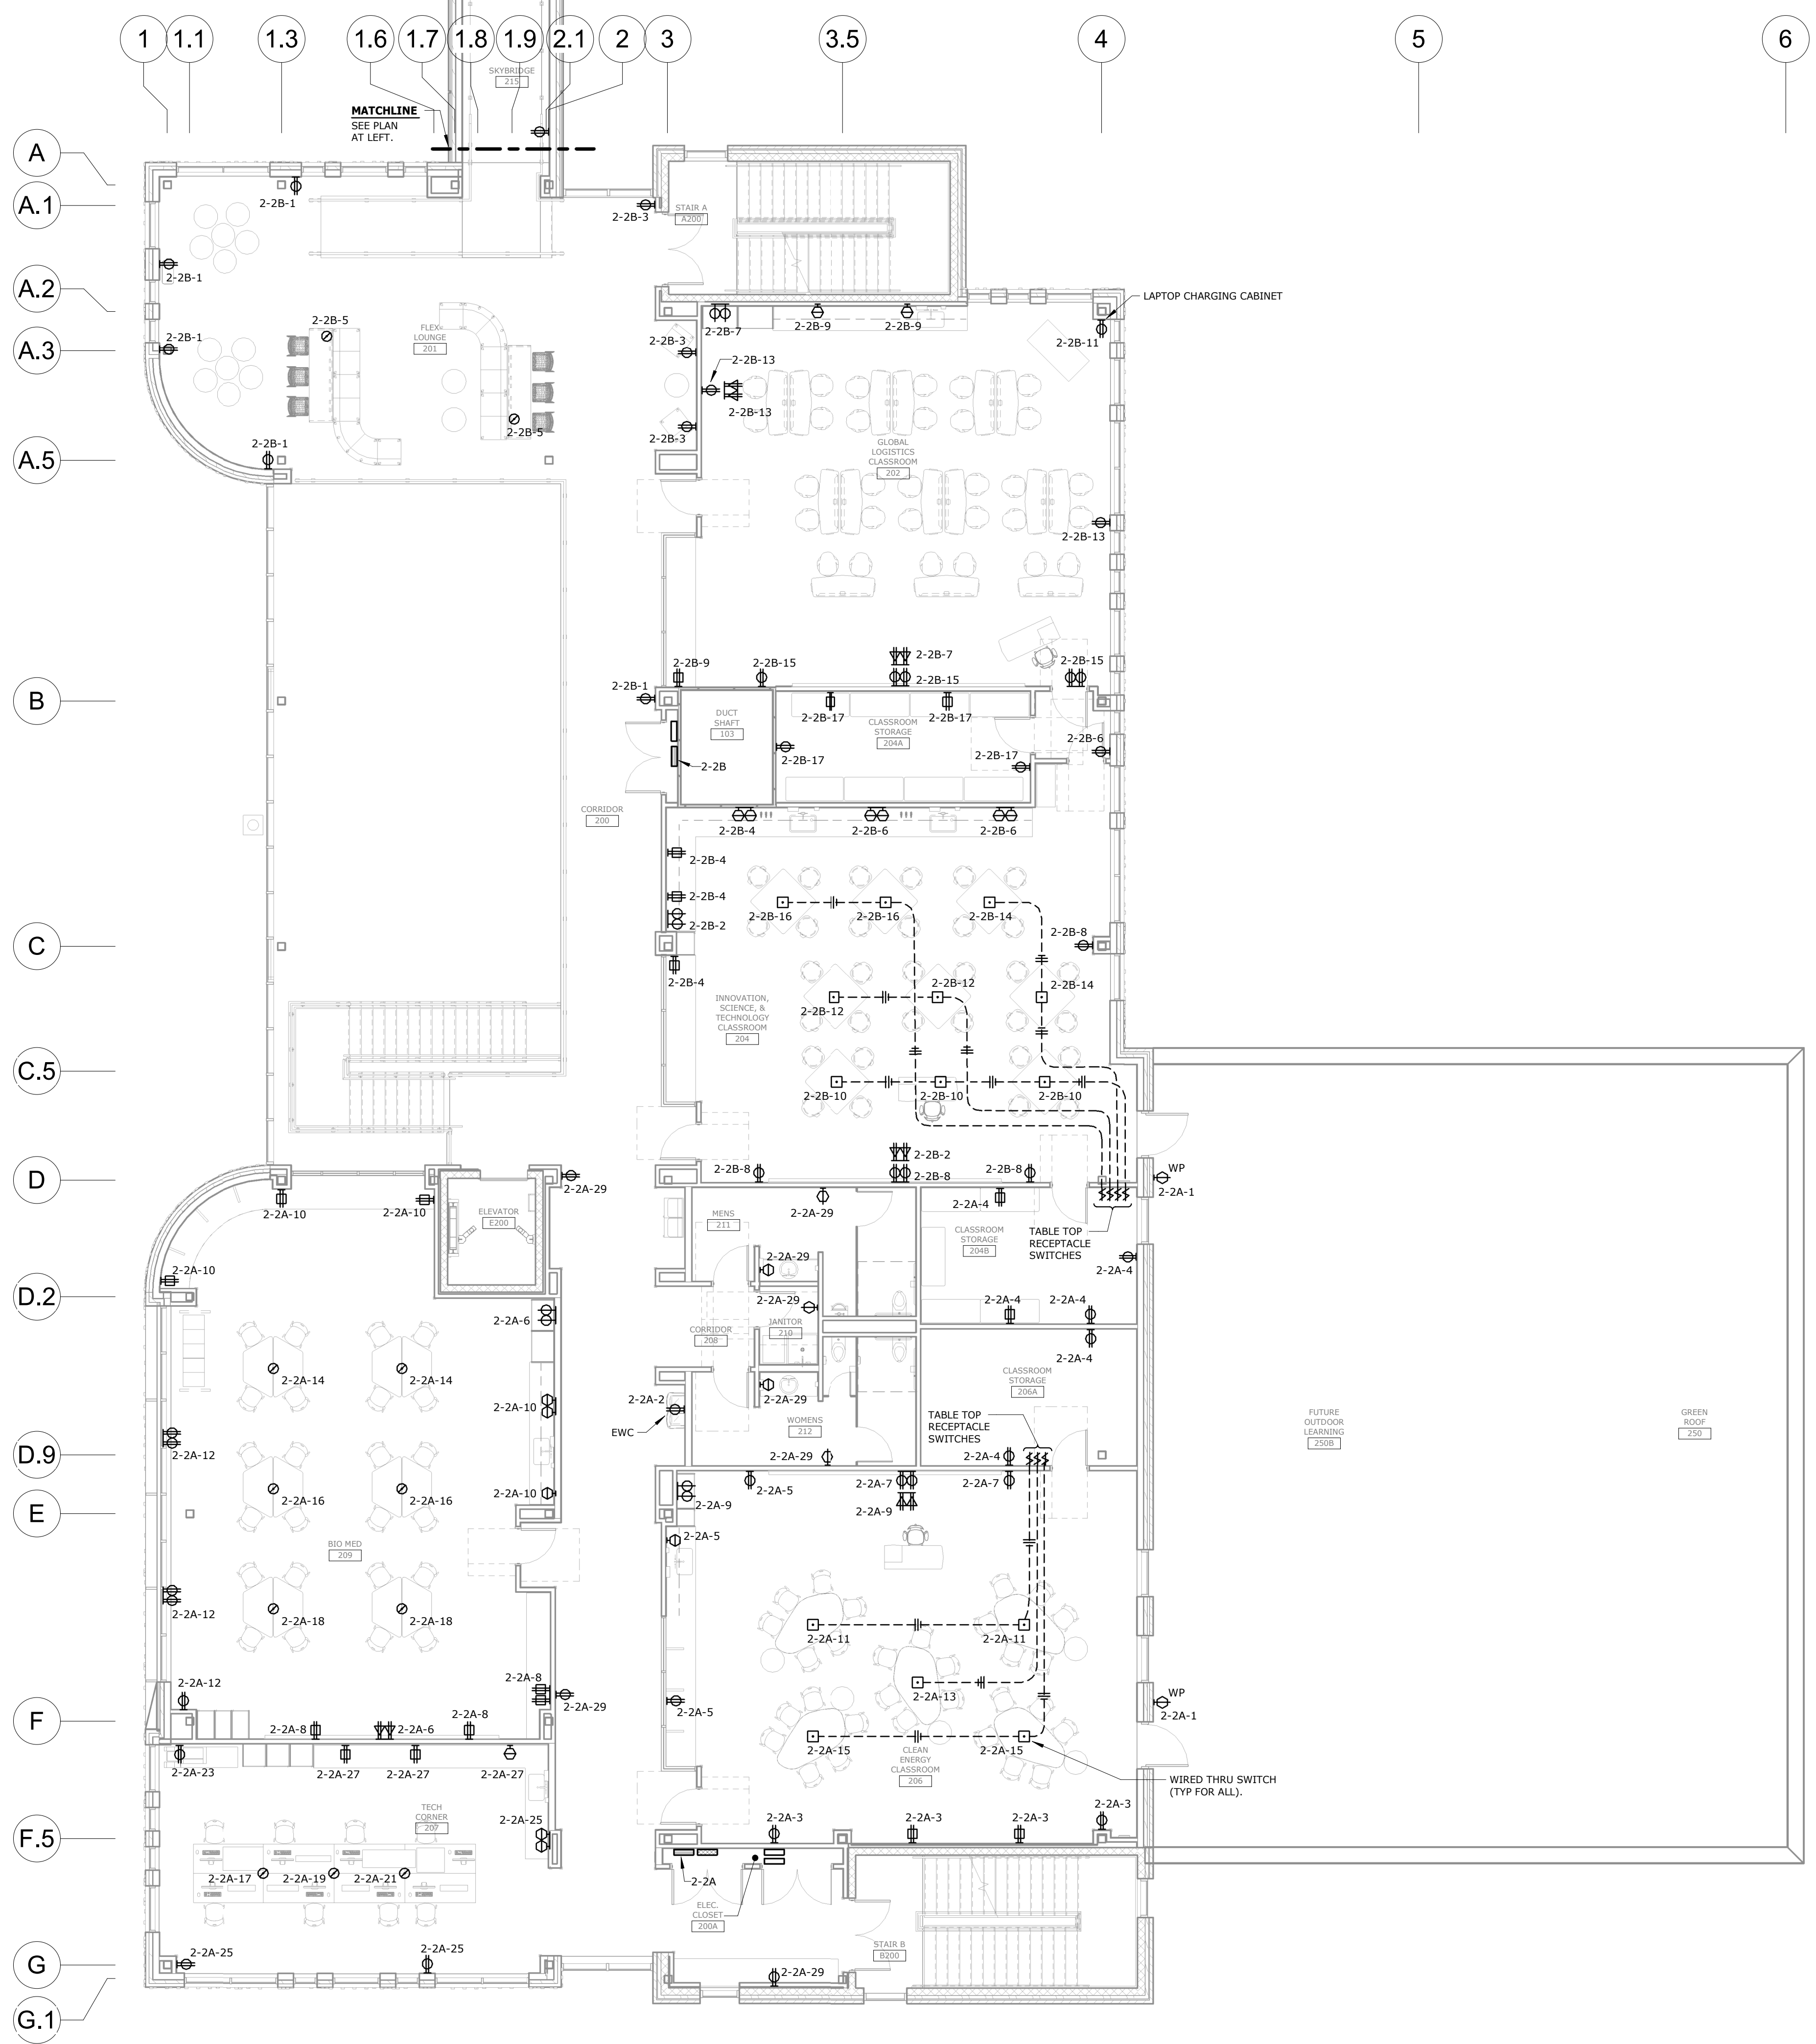 1
1.1
1.3
1.6
1.7
1.8
1.9
2.1
2
3
3.5
4
5
6
SKYBRIDGE
215
MATCHLINE
SEE PLAN
AT LEFT.
A
A.1
2-2B-1
2-2B-3
STAIR A
A200
A.2
2-2B-1
LAPTOP CHARGING CABINET
2-2B-5
FLEX
LOUNGE
201
2-2B-7
2-2B-9
2-2B-9
2-2B-11
A.3
2-2B-1
2-2B-3
2-2B-13
2-2B-13
2-2B-5
2-2B-3
2-2B-1
GLOBAL
LOGISTICS
CLASSROOM
202
A.5
2-2B-13
2-2B-7
2-2B-9
2-2B-15
2-2B-15
2-2B-15
B
2-2B-1
DUCT
SHAFT
103
2-2B-17
2-2B-17
CLASSROOM
STORAGE
204A
2-2B-6
2-2B
2-2B-17
2-2B-17
CORRIDOR
200
2-2B-4
2-2B-6
2-2B-6
2-2B-4
2-2B-4
2-2B-16
2-2B-16
2-2B-14
2-2B-2
C
2-2B-8
2-2B-4
INNOVATION,
SCIENCE, &
TECHNOLOGY
CLASSROOM
204
2-2B-12
2-2B-12
2-2B-14
C.5
2-2B-10
2-2B-10
2-2B-10
2-2B-2
2-2B-8
2-2B-8
2-2B-8
D
WP
2-2A-1
2-2A-29
2-2A-10
2-2A-10
ELEVATOR
E200
MENS
211
2-2A-29
2-2A-4
CLASSROOM
STORAGE
204B
TABLE TOP
RECEPTACLE
SWITCHES
2-2A-29
2-2A-4
2-2A-10
D.2
2-2A-6
2-2A-29
JANITOR
210
CORRIDOR
208
2-2A-4
2-2A-4
2-2A-4
2-2A-14
2-2A-14
CLASSROOM
STORAGE
206A
2-2A-10
2-2A-2
2-2A-29
EWC
WOMENS
212
TABLE TOP
RECEPTACLE
SWITCHES
FUTURE
OUTDOOR
LEARNING
250B
GREEN
ROOF
250
D.9
2-2A-12
2-2A-29
2-2A-4
2-2A-5
2-2A-7
2-2A-7
2-2A-16
2-2A-16
2-2A-10
2-2A-9
2-2A-9
E
2-2A-5
BIO MED
209
2-2A-12
2-2A-18
2-2A-18
2-2A-11
2-2A-11
2-2A-12
2-2A-8
2-2A-29
2-2A-13
2-2A-5
WP
2-2A-1
F
2-2A-8
2-2A-6
2-2A-8
2-2A-15
2-2A-15
CLEAN
ENERGY
CLASSROOM
206
2-2A-23
2-2A-27
2-2A-27
2-2A-27
WIRED THRU SWITCH
(TYP FOR ALL).
TECH
CORNER
207
2-2A-25
2-2A-3
2-2A-3
2-2A-3
2-2A-3
F.5
2-2A-17
2-2A-19
2-2A-21
2-2A
ELEC.
CLOSET
200A
STAIR B
B200
2-2A-25
2-2A-25
G
2-2A-29
G.1